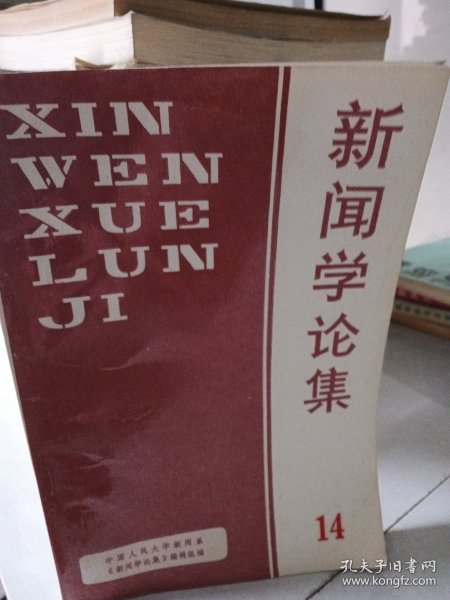 XIN
WEN
XUE
LUN
JI
新闻学论集
14
中国人民大学新闻系
《新闻学论集》编辑组编
孔夫子旧书网
www.kongfz.com